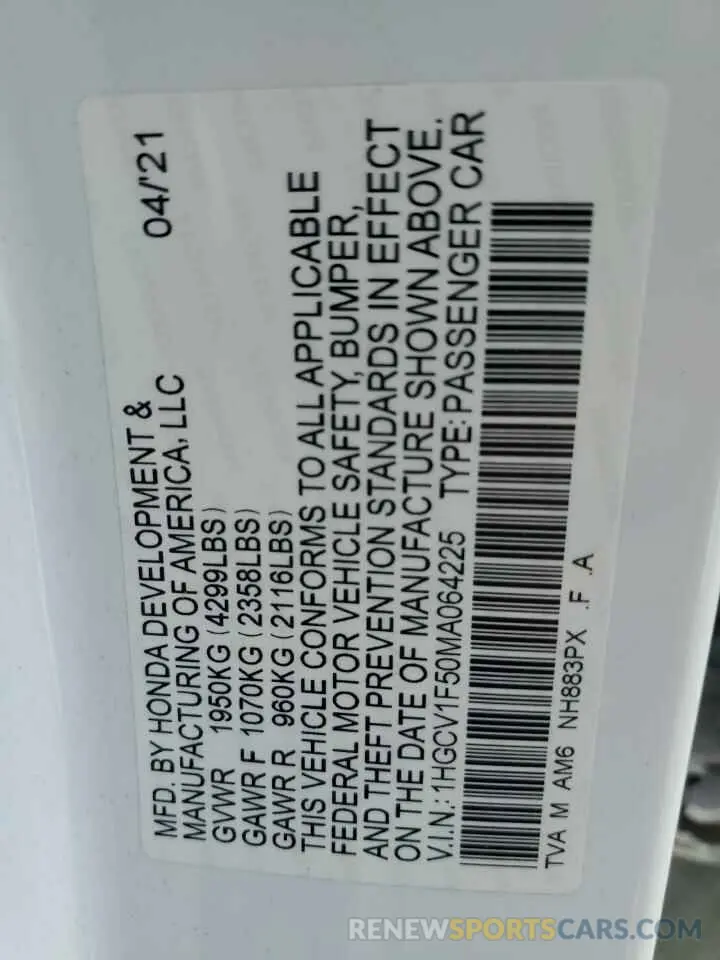 MFD. BY HONDA DEVELOPMENT & 04/'21
MANUFACTURING OF AMERICA, LLC
GVWR 1950KG (4299LBS)
GAWR F 1070KG (2358LBS)
GAWR R 960KG (2116LBS)
THIS VEHICLE CONFORMS TO ALL APPLICABLE
FEDERAL MOTOR VEHICLE SAFETY, BUMPER,
AND THEFT PREVENTION STANDARDS IN EFFECT
ON THE DATE OF MANUFACTURE SHOWN ABOVE.
V.I.N.: 1HGCV1F50MA064225 TYPE: PASSENGER CAR
TVA M AM6 NH883PX .F .A
RENEWSPORTSCARS.COM